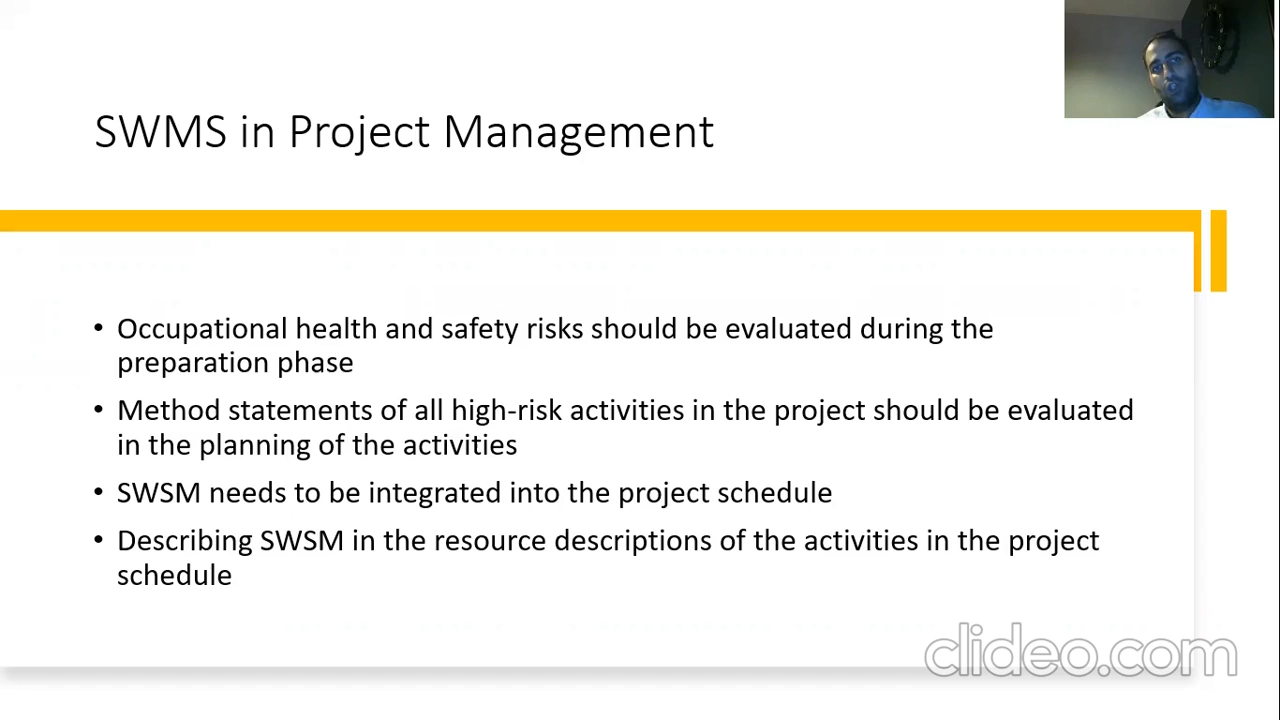 SWMS in Project Management
• Occupational health and safety risks should be evaluated during the
preparation phase
• Method statements of all high-risk activities in the project should be evaluated
in the planning of the activities
• SWSM needs to be integrated into the project schedule
• Describing SWSM in the resource descriptions of the activities in the project
schedule
clideo.com